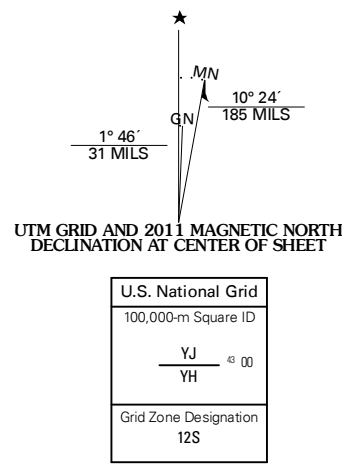 MN
GN
10° 24´
185 MILS
1° 46´
31 MILS
UTM GRID AND 2011 MAGNETIC NORTH
DECLINATION AT CENTER OF SHEET
U.S. National Grid
100,000-m Square ID
YJ
43 00
YH
Grid Zone Designation
12S